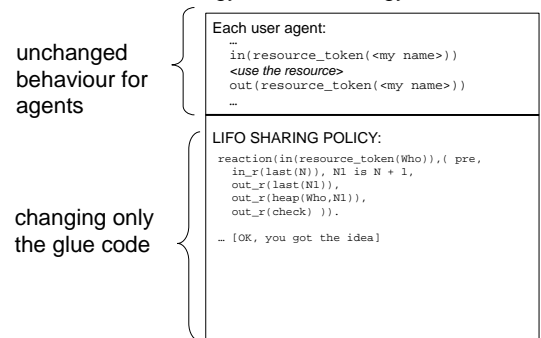 unchanged
behaviour for
agents
Each user agent:
…
in(resource_token(<my name>))
<use the resource>
out(resource_token(<my name>))
…
changing only
the glue code
LIFO SHARING POLICY:
reaction(in(resource_token(Who)),( pre,
in_r(last(N)), N1 is N + 1,
out_r(last(N1)),
out_r(heap(Who,N1)),
out_r(check) )).
… [OK, you got the idea]